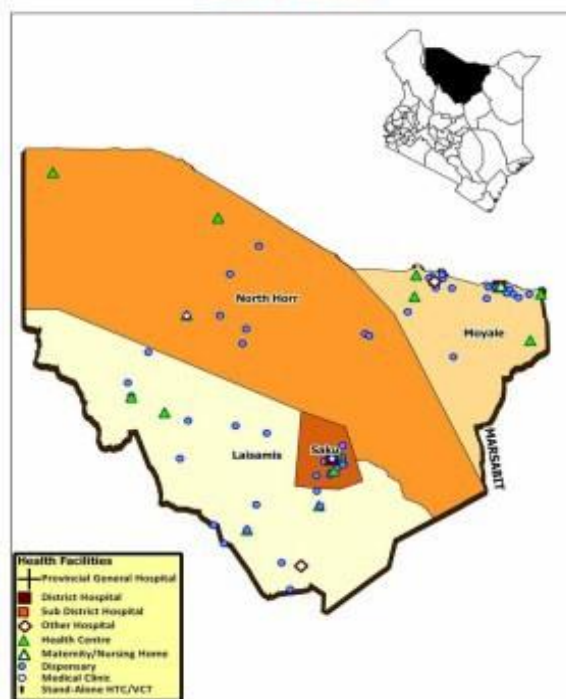 North Horr
Moyale
Laisamis
Saku
MARSABIT
Health Facilities
Provincial General Hospital
District Hospital
Sub District Hospital
Other Hospital
Health Centre
Maternity/Nursing Home
Dispensary
Medical Clinic
Stand-Alone HTC/VCT